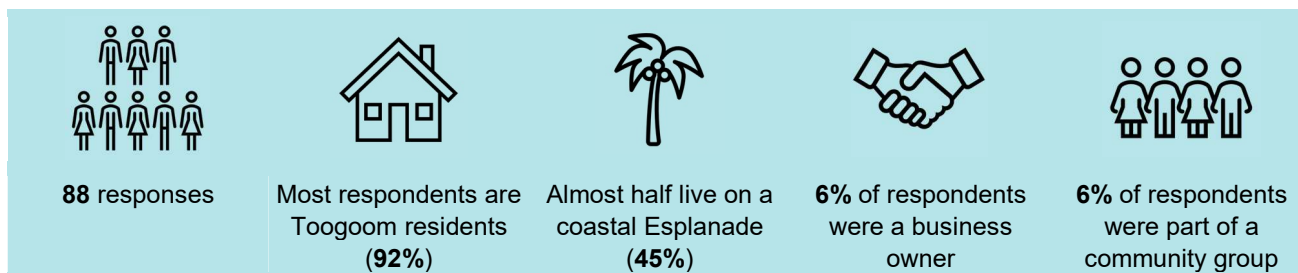 88 responses
Most respondents are
Toogoom residents
(92%)
Almost half live on a
coastal Esplanade
(45%)
6% of respondents
were a business
owner
6% of respondents
were part of a
community group